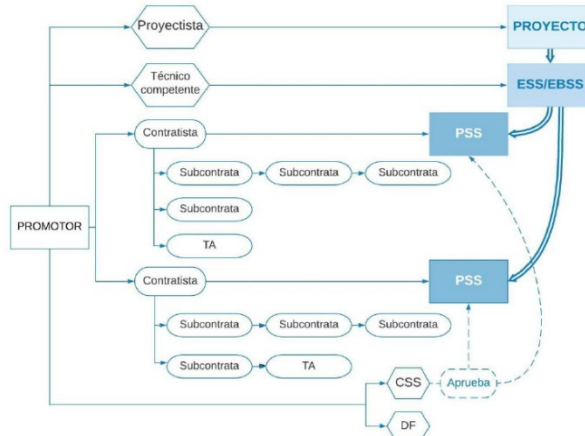 Proyectista
PROYECTO
Técnico
competente
ESS/EBSS
Contratista
PSS
Subcontrata
Subcontrata
Subcontrata
Subcontrata
TA
PROMOTOR
Contratista
PSS
Subcontrata
Subcontrata
Subcontrata
Subcontrata
TA
CSS
Aprueba
DF